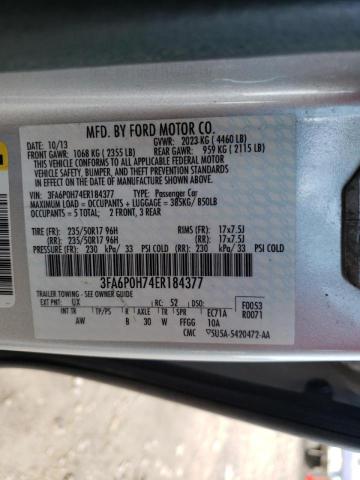 MFD. BY FORD MOTOR CO.
10/13 GVWR: 2023 KG ( 4460 LB)
FRONT GAWR: 1068 KG ( 2355 LB) REAR GAWR: 959 KG ( 2115 LB)
THIS VEHICLE CONFORMS TO ALL APPLICABLE FEDERAL MOTOR
VEHICLE SAFETY, BUMPER, AND THEFT PREVENTION STANDARDS
IN EFFECT ON THE DATE OF MANUFACTURE SHOWN ABOVE.
VIN: 3FA6P0H74ER184377 TYPE: Passenger Car
MAXIMUM LOAD = OCCUPANTS + LUGGAGE = 385KG/ 850LB
OCCUPANTS = 5 TOTAL: 2 FRONT, 3 REAR
TIRE (FR): 235/50R17 96H RIMS (FR): 17x7.5J
TIRE (RR): 235/50R17 96H (RR): 17x7.5J
PRESSURE (FR): 230 kPa/ 33 PSI COLD (RR): 230 kPa/ 33 PSI COLD
3FA6P0H74ER184377
TRAILER TOWING - SEE OWNER GUIDE
EXT PNT: UX RC: 52 DSO: F0053
R0071
INT TR TP/PS R AXLE TR SPR EC71A
AW B 30 W FFGG 10A
CMC 5U5A-5420472-AA